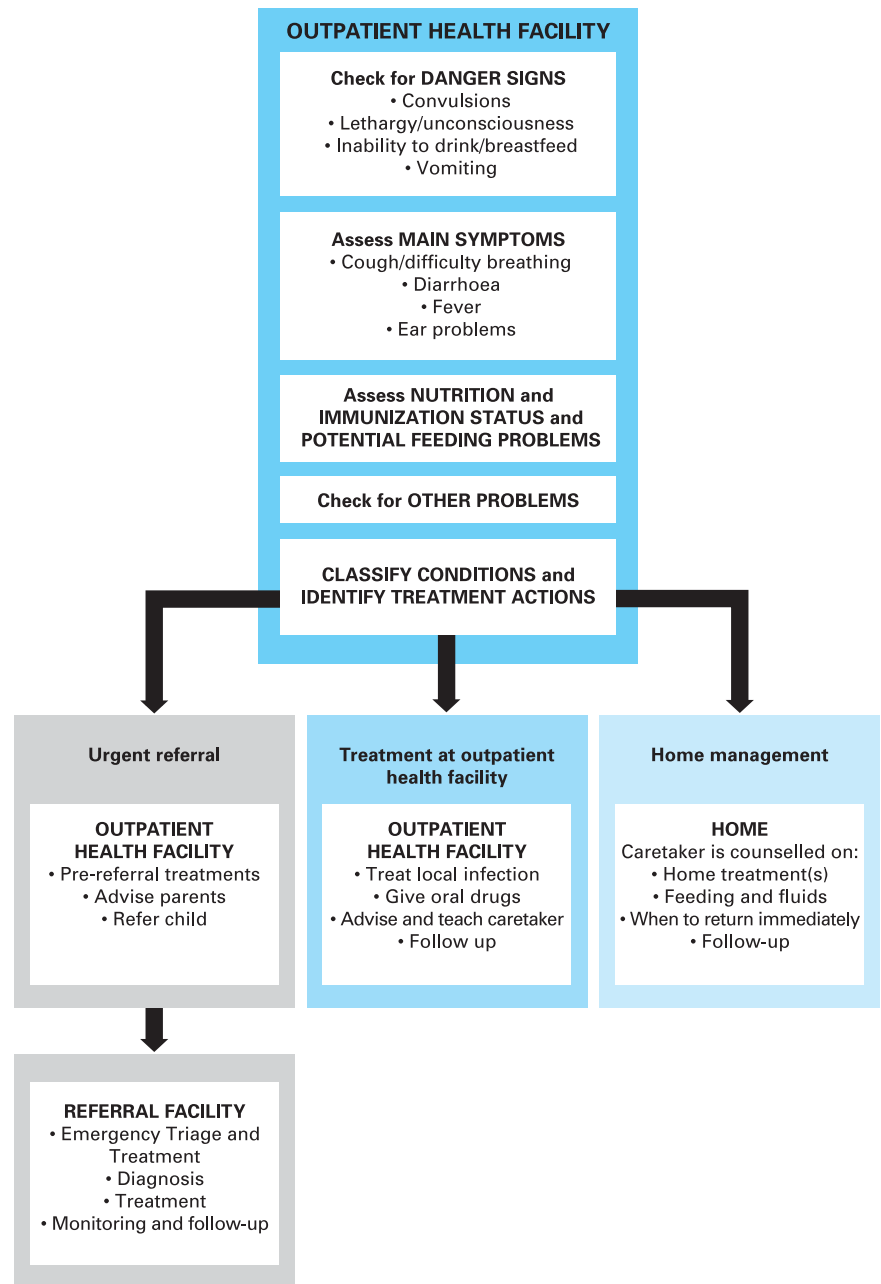 OUTPATIENT HEALTH FACILITY
Check for DANGER SIGNS
• Convulsions
• Lethargy/unconsciousness
• Inability to drink/breastfeed
• Vomiting
Assess MAIN SYMPTOMS
• Cough/difficulty breathing
• Diarrhoea
• Fever
• Ear problems
Assess NUTRITION and
IMMUNIZATION STATUS and
POTENTIAL FEEDING PROBLEMS
Check for OTHER PROBLEMS
CLASSIFY CONDITIONS and
IDENTIFY TREATMENT ACTIONS
Urgent referral
OUTPATIENT
HEALTH FACILITY
• Pre-referral treatments
• Advise parents
• Refer child
Treatment at outpatient
health facility
OUTPATIENT
HEALTH FACILITY
• Treat local infection
• Give oral drugs
• Advise and teach caretaker
• Follow up
Home management
HOME
Caretaker is counselled on:
• Home treatment(s)
• Feeding and fluids
• When to return immediately
• Follow-up
REFERRAL FACILITY
• Emergency Triage and
Treatment
• Diagnosis
• Treatment
• Monitoring and follow-up